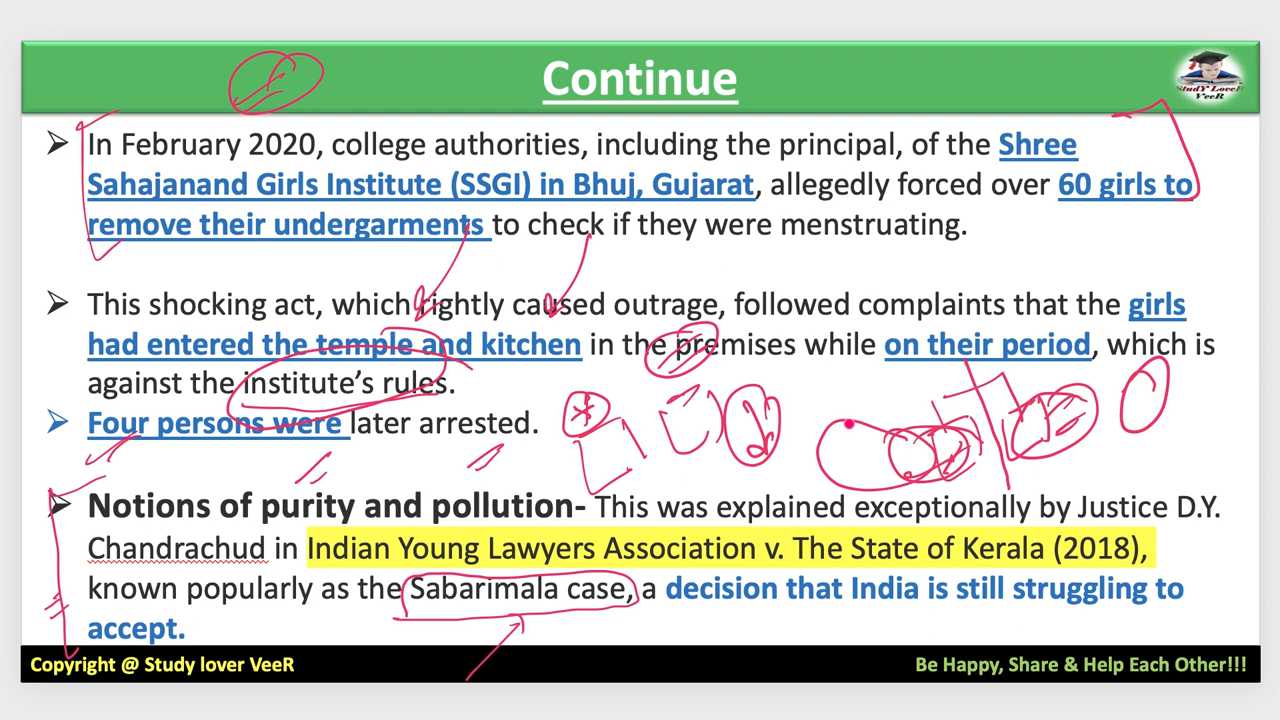 Continue
StudY LoveR
VeeR
➤ In February 2020, college authorities, including the principal, of the Shree
Sahajanand Girls Institute (SSGI) in Bhuj, Gujarat, allegedly forced over 60 girls to
remove their undergarments to check if they were menstruating.
➤ This shocking act, which rightly caused outrage, followed complaints that the girls
had entered the temple and kitchen in the premises while on their period, which is
against the institute's rules.
➤ Four persons were later arrested.
➤ Notions of purity and pollution- This was explained exceptionally by Justice D.Y.
Chandrachud in Indian Young Lawyers Association v. The State of Kerala (2018),
known popularly as the Sabarimala case, a decision that India is still struggling to
accept.
Copyright @ Study lover VeeR
Be Happy, Share & Help Each Other!!!